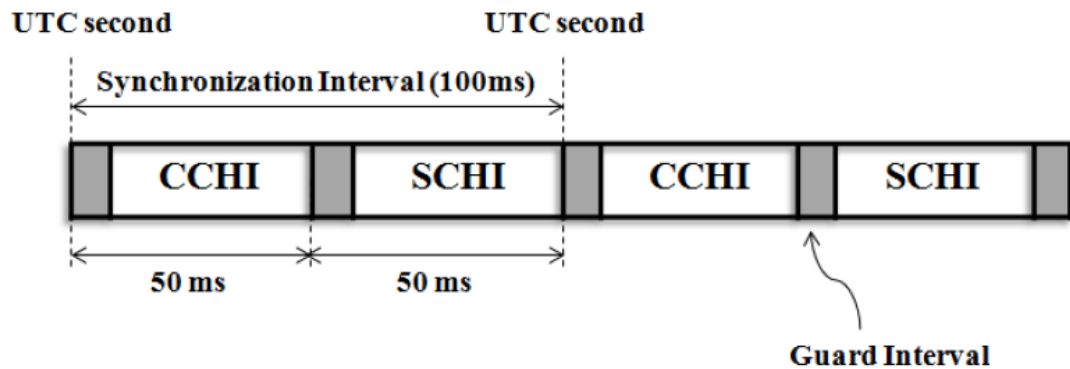 UTC second
UTC second
Synchronization Interval (100ms)
CCHI
SCHI
CCHI
SCHI
50 ms
50 ms
Guard Interval